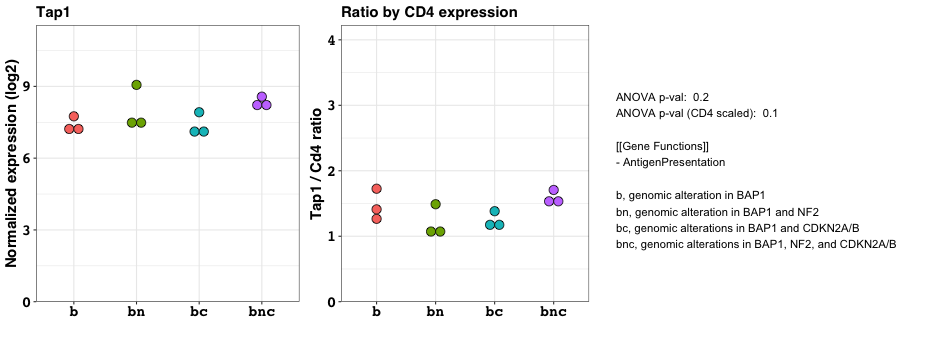 Tap1
Normalized expression (log2)
9
6
3
0
b
bn
bc
bnc
Ratio by CD4 expression
Tap1 / Cd4 ratio
4
3
2
1
0
b
bn
bc
bnc
ANOVA p-val:  0.2
ANOVA p-val (CD4 scaled):  0.1
[[Gene Functions]]
- AntigenPresentation
b, genomic alteration in BAP1
bn, genomic alteration in BAP1 and NF2
bc, genomic alterations in BAP1 and CDKN2A/B
bnc, genomic alterations in BAP1, NF2, and CDKN2A/B